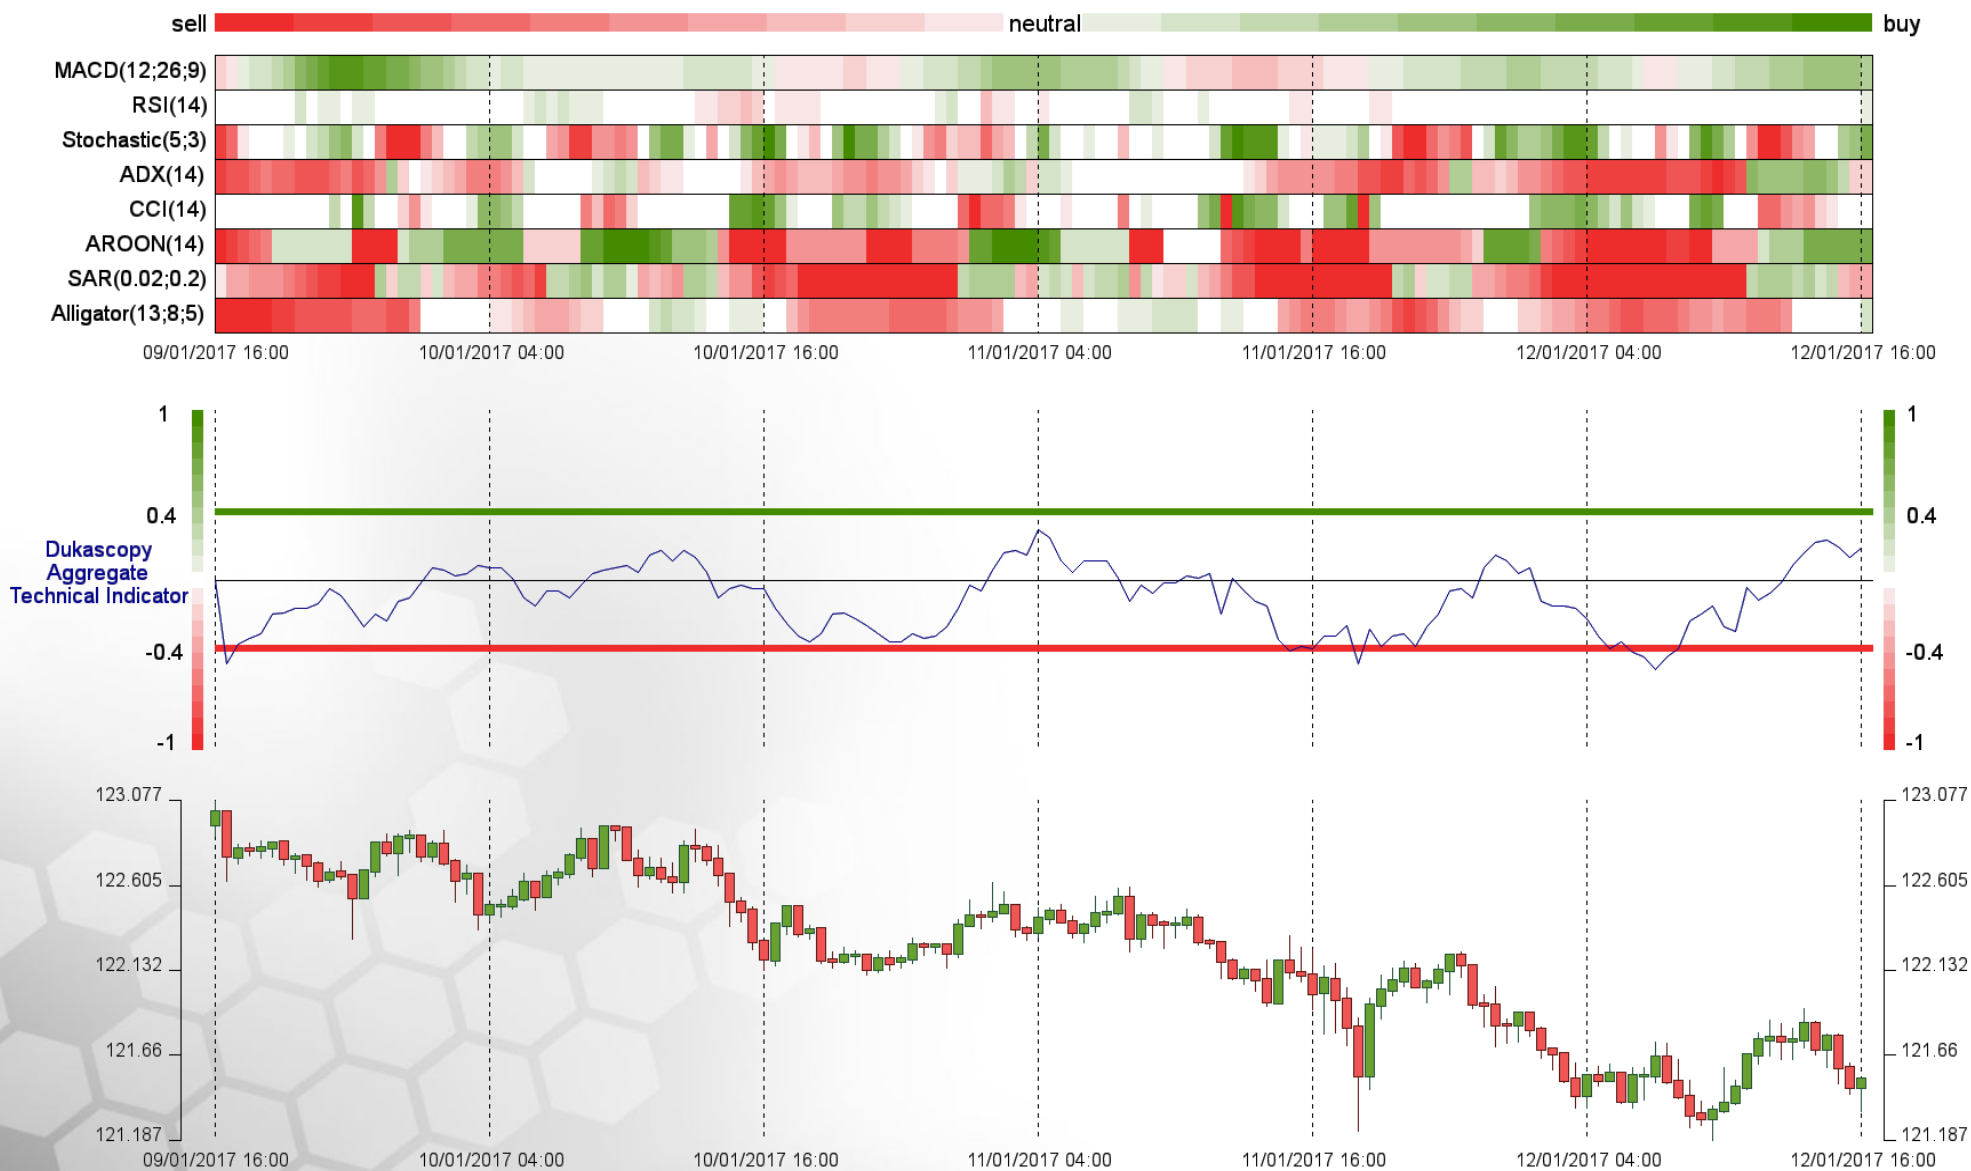 sell neutral buy
MACD(12;26;9)
RSI(14)
Stochastic(5;3)
ADX(14)
CCI(14)
AROON(14)
SAR(0.02;0.2)
Alligator(13;8;5)
09/01/2017 16:00 10/01/2017 04:00 10/01/2017 16:00 11/01/2017 04:00 11/01/2017 16:00 12/01/2017 04:00 12/01/2017 16:00
1 1
0.4 0.4
Dukascopy
Aggregate
Technical Indicator
-0.4 -0.4
-1 -1
123.077 123.077
122.605 122.605
122.132 122.132
121.66 121.66
121.187 121.187
09/01/2017 16:00 10/01/2017 04:00 10/01/2017 16:00 11/01/2017 04:00 11/01/2017 16:00 12/01/2017 04:00 12/01/2017 16:00